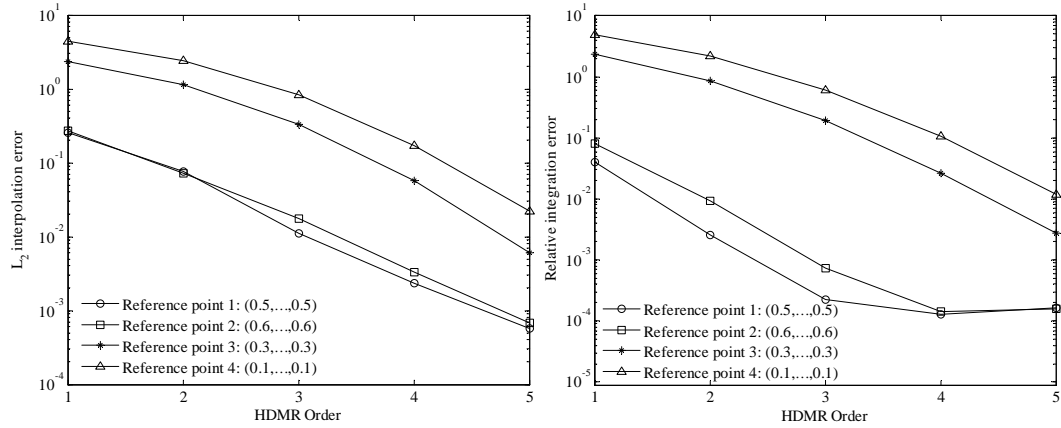 L2 interpolation error
10^1
10^0
10^-1
10^-2
10^-3
10^-4
1 2 3 4 5
HDMR Order
Reference point 1: (0.5,...,0.5)
Reference point 2: (0.6,...,0.6)
Reference point 3: (0.3,...,0.3)
Reference point 4: (0.1,...,0.1)
Relative integration error
10^1
10^0
10^-1
10^-2
10^-3
10^-4
10^-5
1 2 3 4 5
HDMR Order
Reference point 1: (0.5,...,0.5)
Reference point 2: (0.6,...,0.6)
Reference point 3: (0.3,...,0.3)
Reference point 4: (0.1,...,0.1)